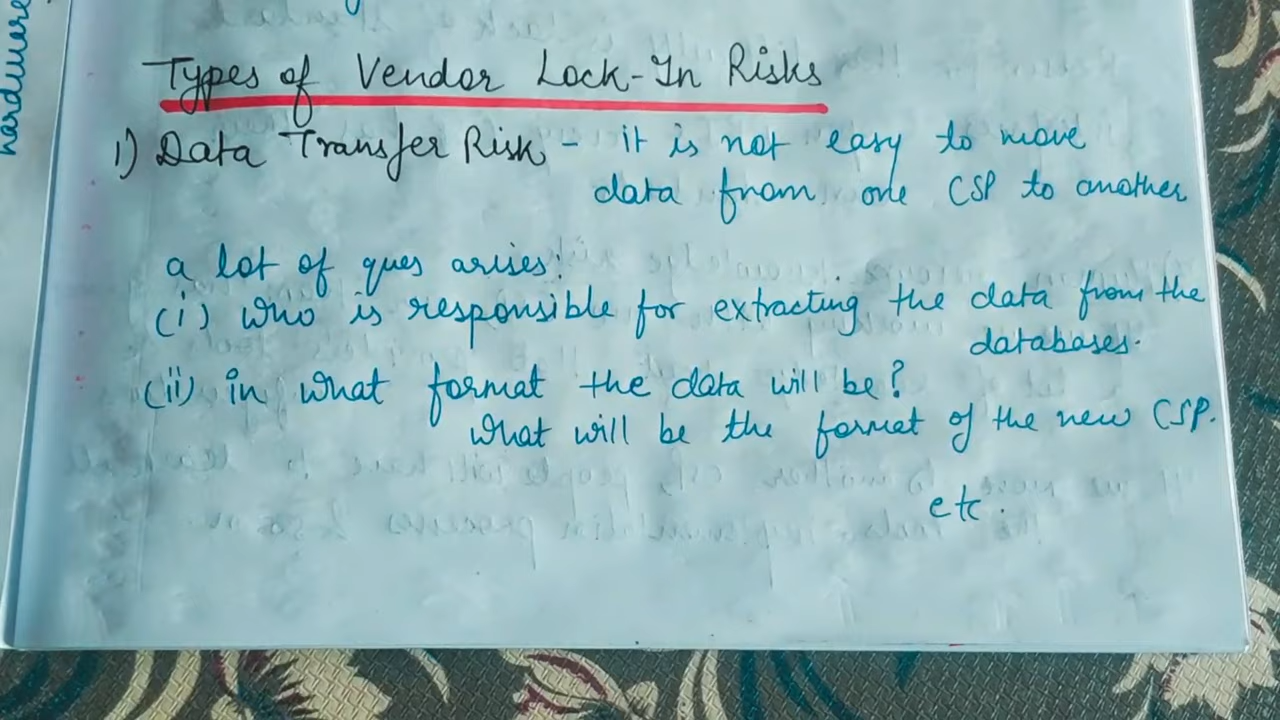 hardware
Types of Vendor Lock-In Risks
1) Data Transfer Risk - it is not easy to move
data from one CSP to another
a lot of ques arises!
(i) who is responsible for extracting the data from the
databases.
(ii) in what format the data will be?
What will be the format of the new CSP.
etc.